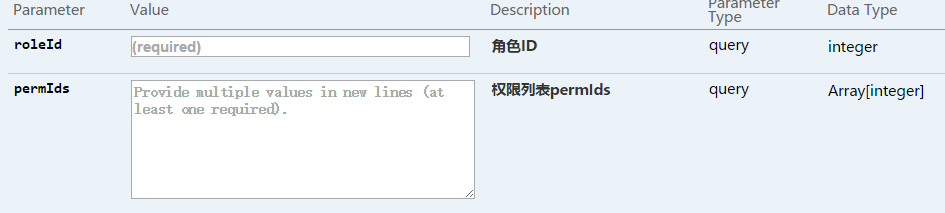 Parameter Value Description Parameter Type Data Type
roleId (required) 角色ID query integer
permIds Provide multiple values in new lines (at least one required). 权限列表permIds query Array[integer]